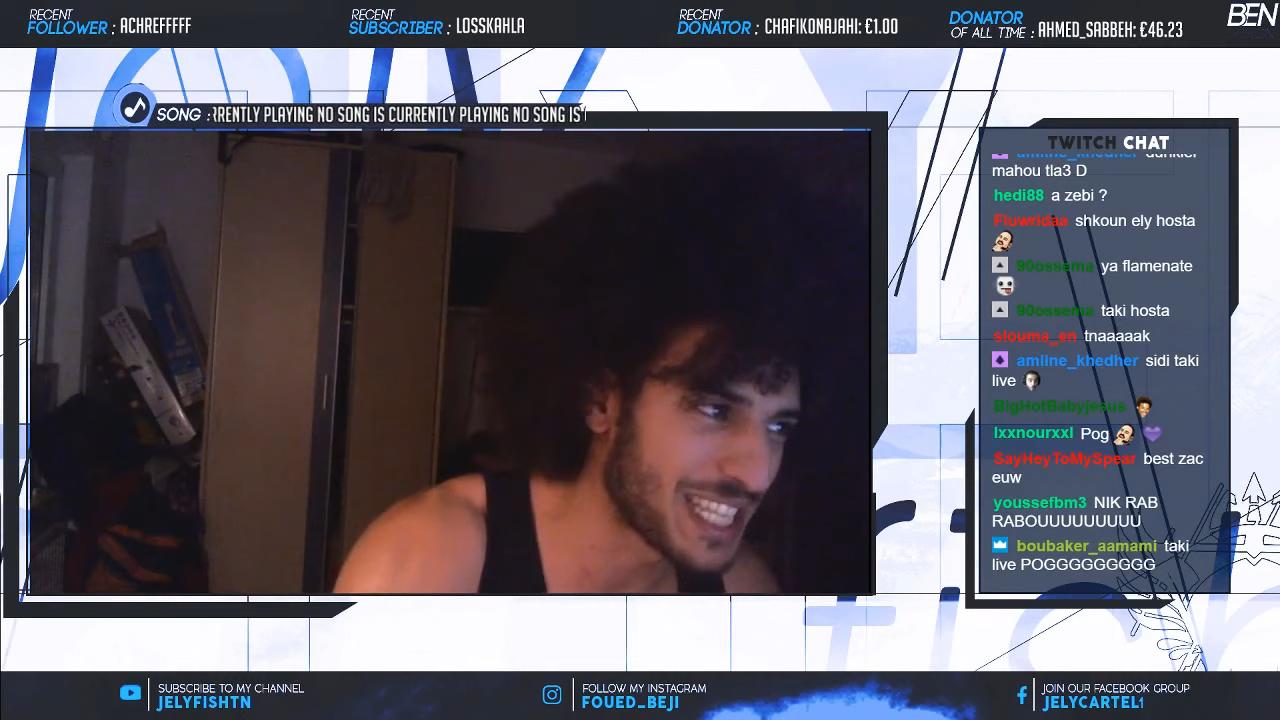 RECENT
FOLLOWER : ACHREFFFFF
RECENT
SUBSCRIBER : LOSSKAHLA
RECENT
DONATOR : CHAFIKONAJAHI: €1.00
DONATOR
OF ALL TIME : AHMED_SABBEH: €46.23
BEN
SONG : RENTLY PLAYING NO SONG IS CURRENTLY PLAYING NO SONG IS
TWITCH CHAT
amline_khedher dankler
mahou tla3 D
hedi88 a zebi ?
Fluwridaa shkoun ely hosta
90ossema ya flamenate
90ossema taki hosta
slouma_en tnaaaaak
amline_khedher sidi taki
live
BigHotBabyjesus
lxxnourxxl Pog
SayHeyToMySpear best zac
euw
youssefbm3 NIK RAB
RABOUUUUUUUUU
boubaker_aamami taki
live POGGGGGGGGG
SUBSCRIBE TO MY CHANNEL
JELYFISHTN
FOLLOW MY INSTAGRAM
FOUED_BEJI
JOIN OUR FACEBOOK GROUP
JELYCARTEL1